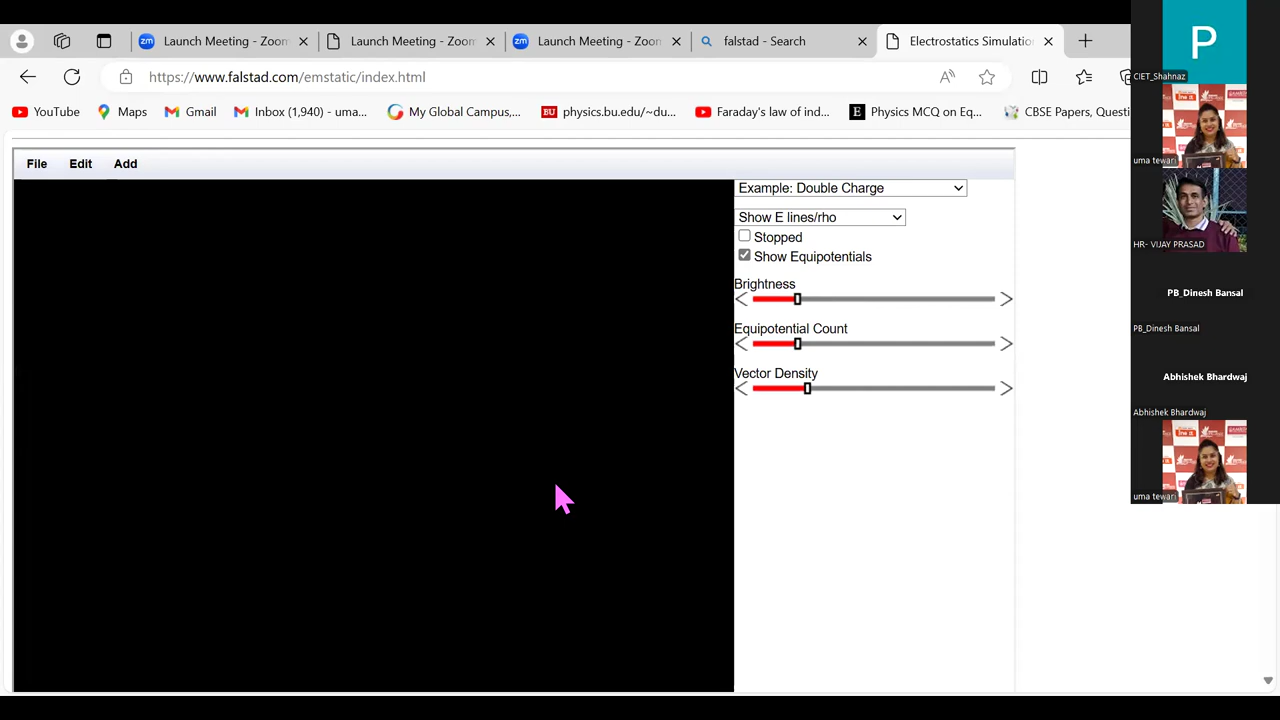 Launch Meeting - Zoom
Launch Meeting - Zoom
zm Launch Meeting - Zoom
falstad - Search
Electrostatics Simulation
https://www.falstad.com/emstatic/index.html
YouTube
Maps
Gmail
Inbox (1,940) - uma...
My Global Campus,...
BU physics.bu.edu/~du...
Faraday's law of ind...
E Physics MCQ on Eq...
CBSE Papers, Questi
File Edit Add
Example: Double Charge
Show E lines/rho
Stopped
Show Equipotentials
Brightness
Equipotential Count
Vector Density
P
CIET_Shahnaz
uma tewari
HR- VIJAY PRASAD
PB_Dinesh Bansal
PB_Dinesh Bansal
Abhishek Bhardwaj
Abhishek Bhardwaj
uma tewari